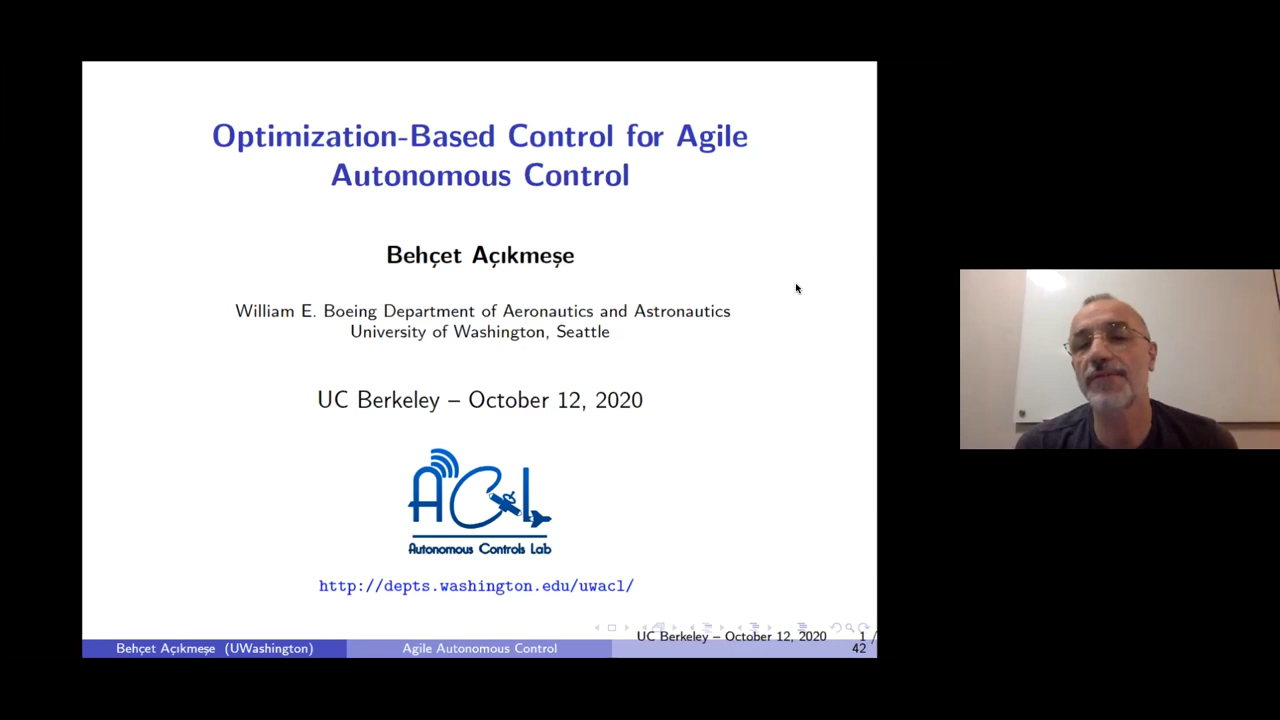 Optimization-Based Control for Agile
Autonomous Control
Behçet Açıkmeşe
William E. Boeing Department of Aeronautics and Astronautics
University of Washington, Seattle
UC Berkeley – October 12, 2020
ACL
Autonomous Controls Lab
http://depts.washington.edu/uwacl/
UC Berkeley – October 12, 2020 1 /
Behçet Açıkmeşe (UWashington) Agile Autonomous Control 42